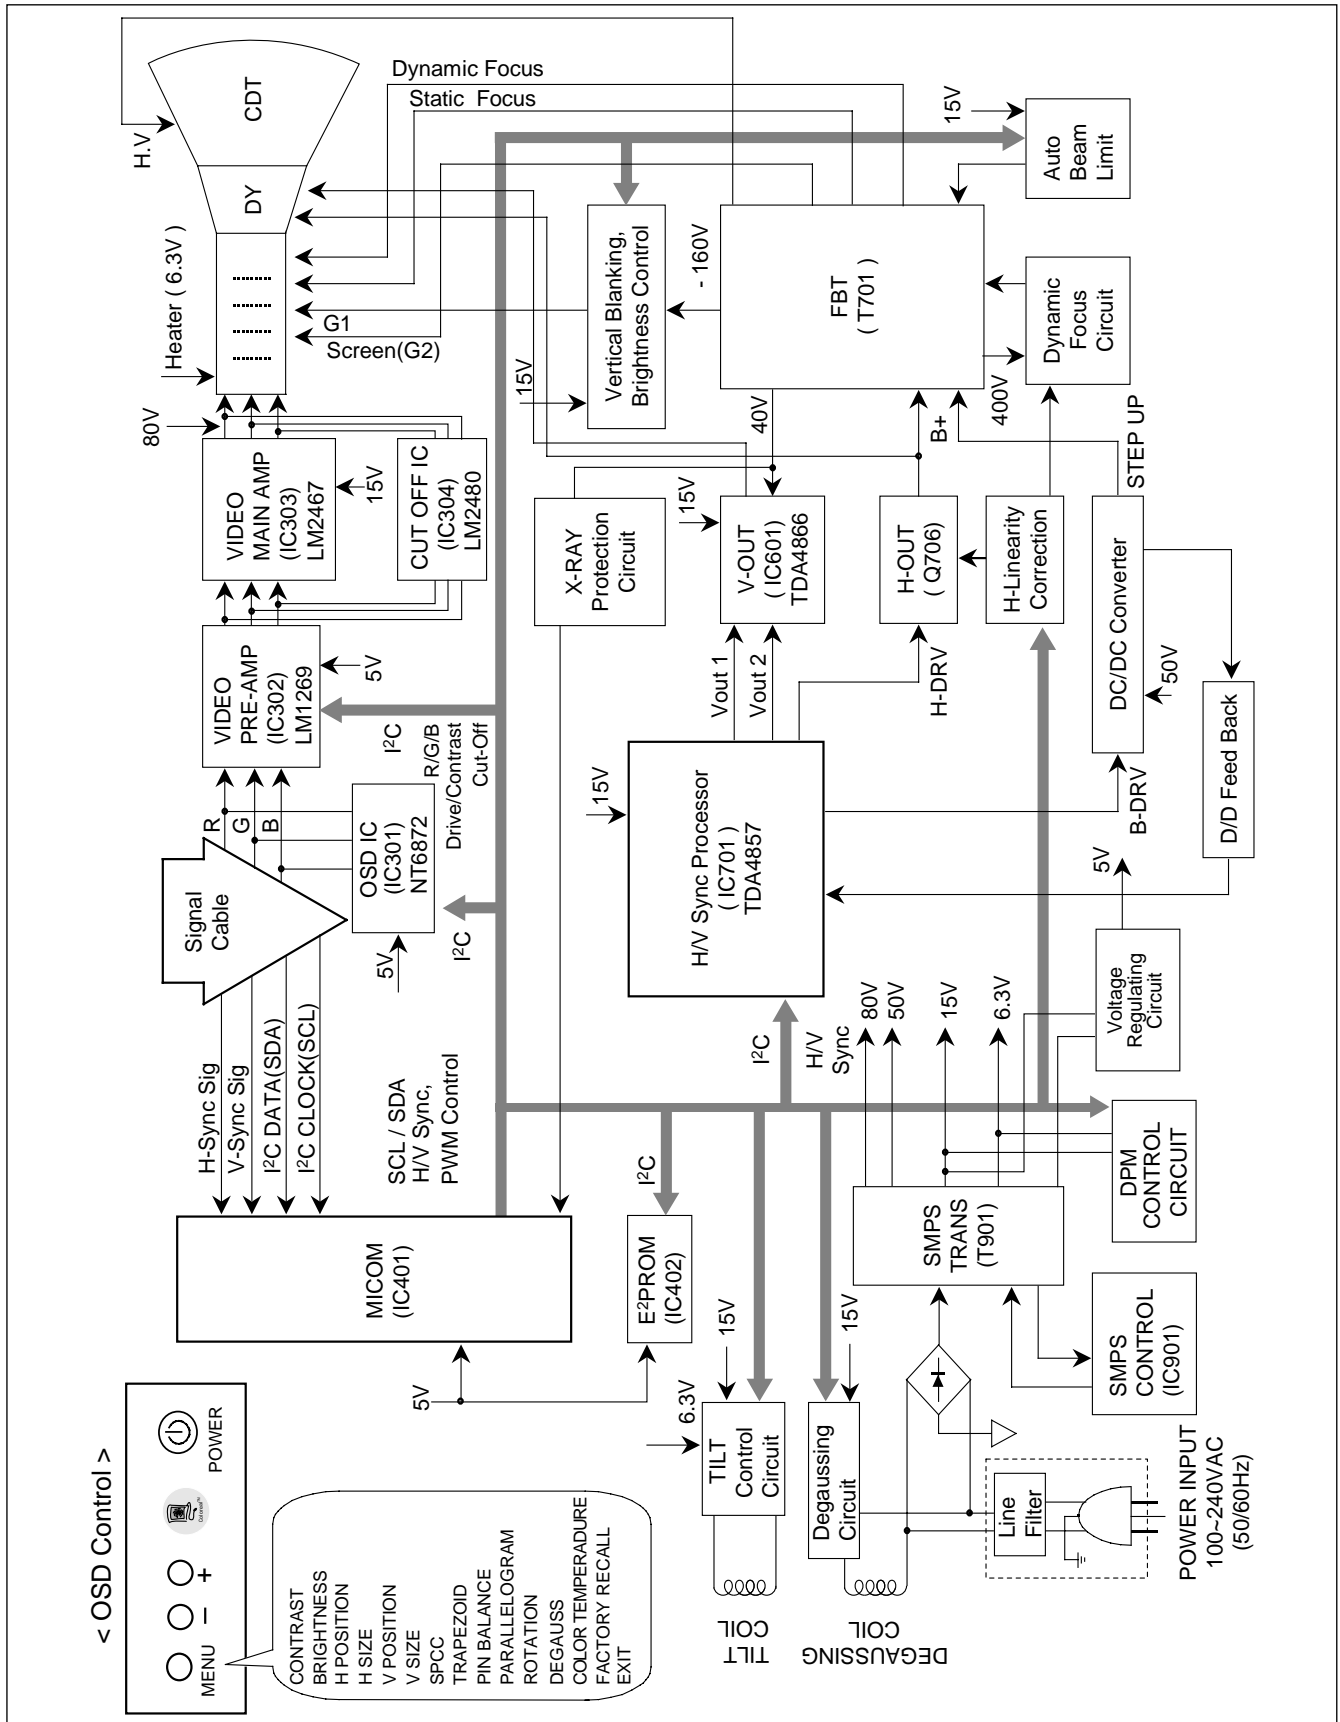 < OSD Control >
MENU
−
+
POWER
CONTRAST
BRIGHTNESS
H POSITION
H SIZE
V POSITION
V SIZE
SPCC
TRAPEZOID
PIN BALANCE
PARALLELOGRAM
ROTATION
DEGAUSS
COLOR TEMPERADURE
FACTORY RECALL
EXIT
MICOM
(IC401)
5V
H-Sync Sig
V-Sync Sig
I²C DATA(SDA)
I²C CLOCK(SCL)
Signal
Cable
R
G
B
SCL / SDA
H/V Sync,
PWM Control
OSD IC
(IC301)
NT6872
5V
I²C
VIDEO
PRE-AMP
(IC302)
LM1269
5V
I²C
R/G/B
Drive/Contrast
Cut-Off
VIDEO
MAIN AMP
(IC303)
LM2467
80V
15V
CUT OFF IC
(IC304)
LM2480
Heater ( 6.3V )
H.V
CDT
DY
Dynamic Focus
Static Focus
G1
Screen(G2)
E²PROM
(IC402)
I²C
X-RAY
Protection
Circuit
Vertical Blanking,
Brightness Control
15V
- 160V
TILT
Control
Circuit
6.3V
15V
TILT
COIL
H/V Sync Processor
( IC701 )
TDA4857
15V
I²C
H/V
Sync
Vout 1
Vout 2
V-OUT
( IC601 )
TDA4866
15V
40V
FBT
( T701 )
Degaussing
Circuit
15V
DEGAUSSING
COIL
H-DRV
H-OUT
( Q706 )
B+
H-Linearity
Correction
400V
Dynamic
Focus
Circuit
15V
Auto
Beam
Limit
SMPS
TRANS
(T901)
80V
50V
15V
6.3V
B-DRV
DC/DC Converter
50V
STEP UP
D/D Feed Back
Voltage
Regulating
Circuit
5V
DPM
CONTROL
CIRCUIT
SMPS
CONTROL
(IC901)
Line
Filter
POWER INPUT
100~240VAC
(50/60Hz)